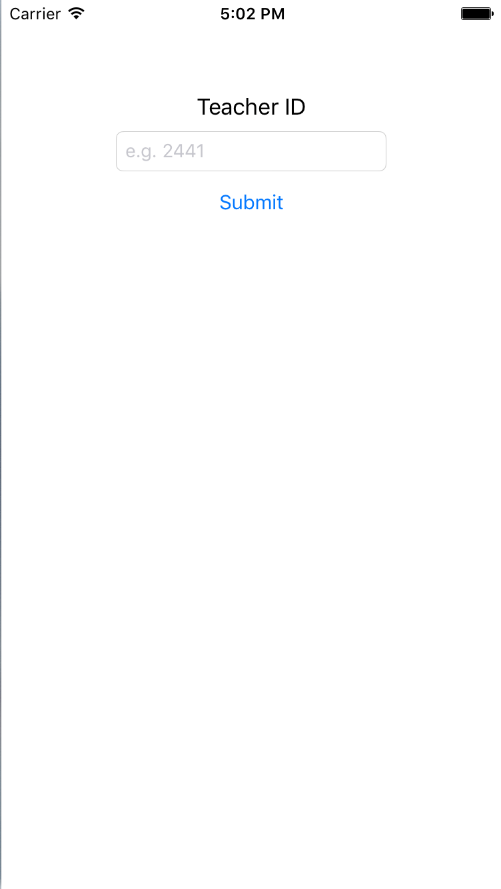 Carrier 5:02 PM
Teacher ID
e.g. 2441
Submit